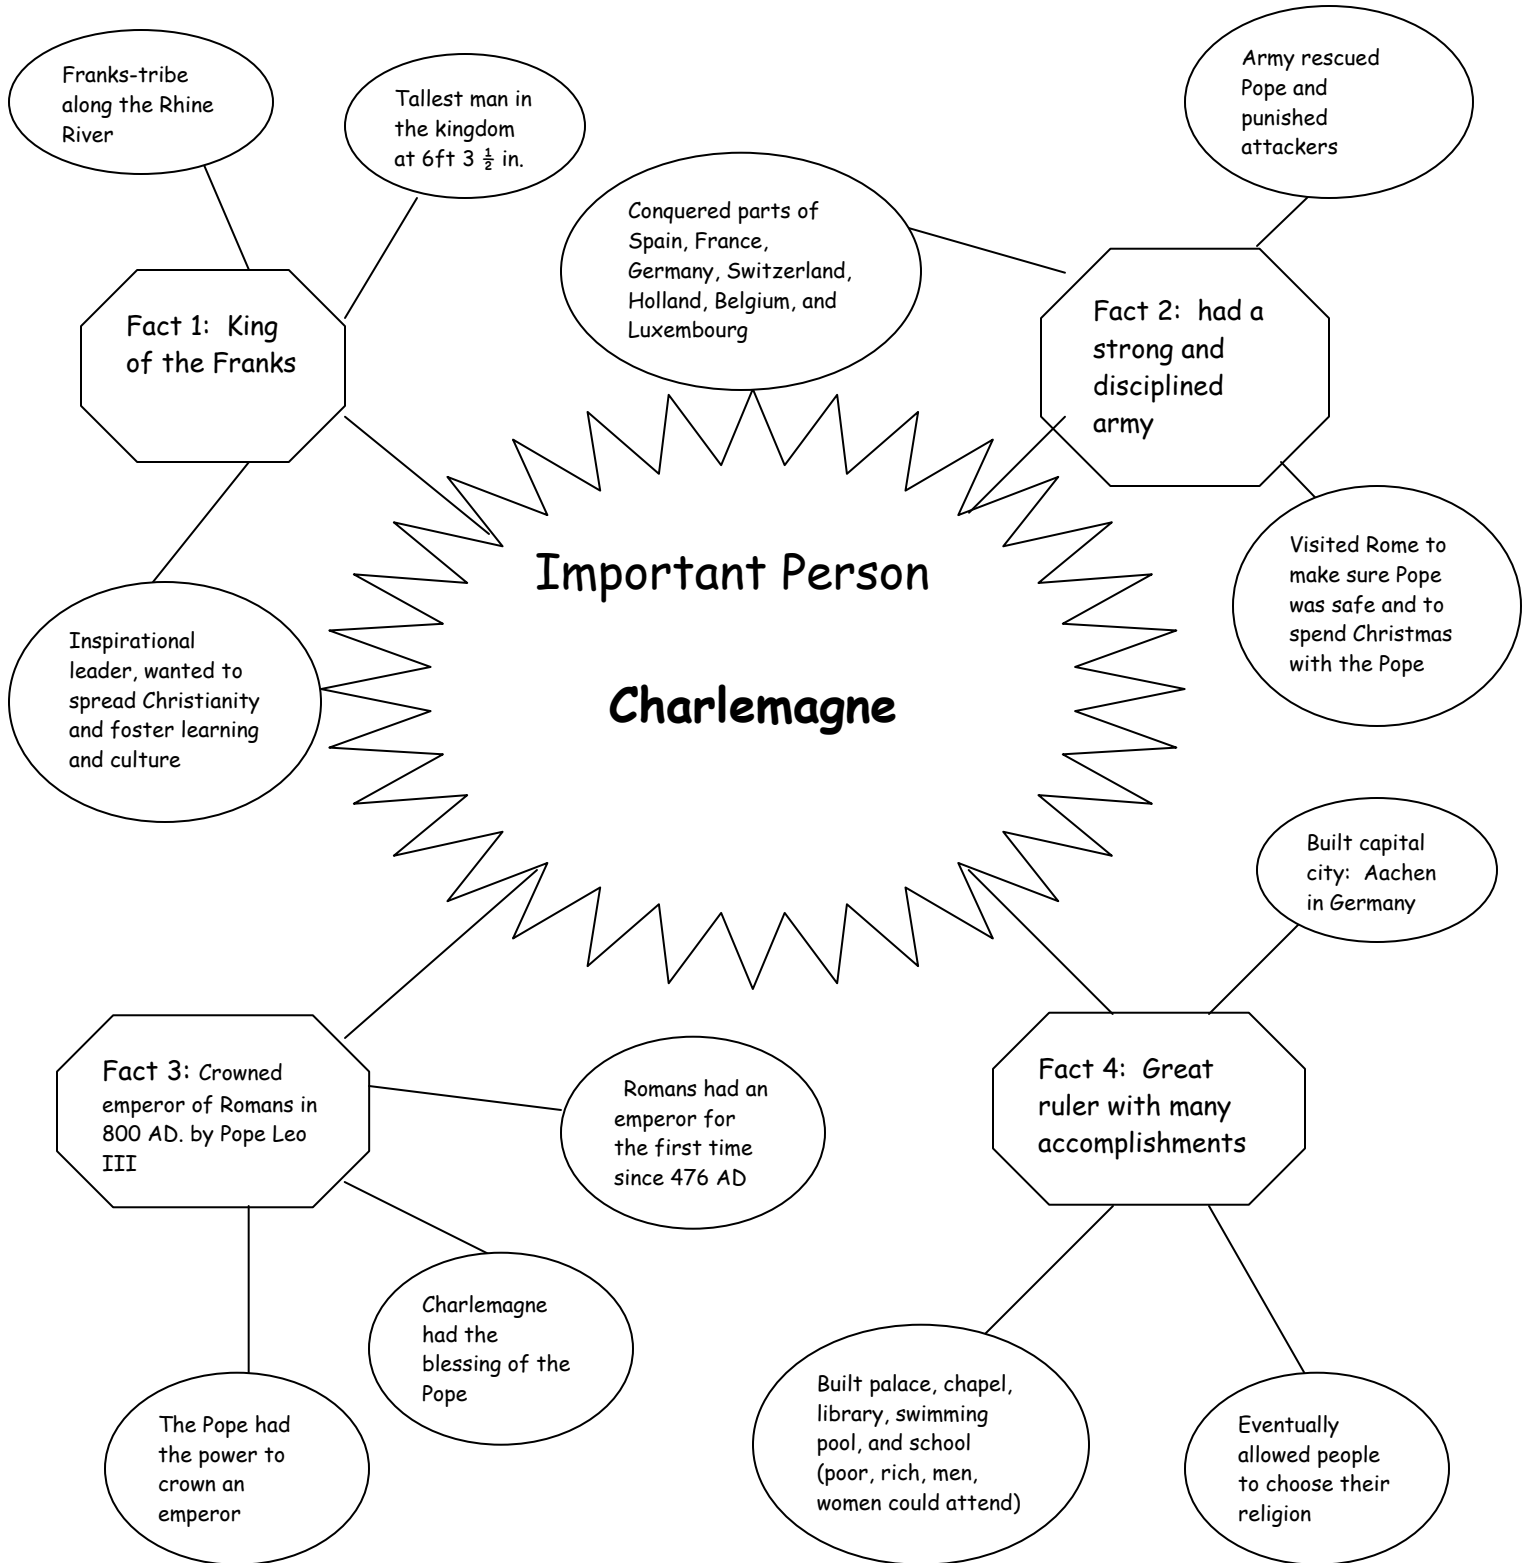 Franks-tribe
along the Rhine
River
Tallest man in
the kingdom
at 6ft 3 ½ in.
Fact 1:  King
of the Franks
Inspirational
leader, wanted to
spread Christianity
and foster learning
and culture
Conquered parts of
Spain, France,
Germany, Switzerland,
Holland, Belgium, and
Luxembourg
Army rescued
Pope and
punished
attackers
Fact 2:  had a
strong and
disciplined
army
Visited Rome to
make sure Pope
was safe and to
spend Christmas
with the Pope
Important Person
Charlemagne
Fact 3: Crowned
emperor of Romans in
800 AD. by Pope Leo
III
Romans had an
emperor for
the first time
since 476 AD
Charlemagne
had the
blessing of the
Pope
The Pope had
the power to
crown an
emperor
Built capital
city:  Aachen
in Germany
Fact 4:  Great
ruler with many
accomplishments
Built palace, chapel,
library, swimming
pool, and school
(poor, rich, men,
women could attend)
Eventually
allowed people
to choose their
religion